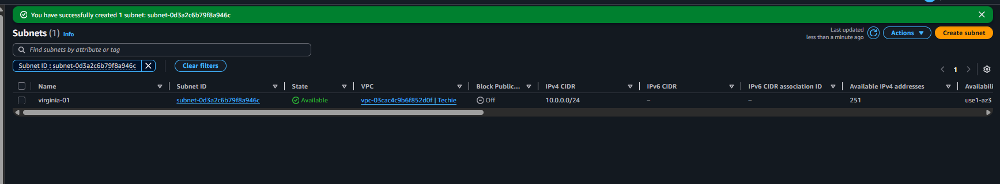 You have successfully created 1 subnet: subnet-0d3a2c6b79f8a946c
Subnets (1) Info
Last updated
less than a minute ago
Actions
Create subnet
Find subnets by attribute or tag
Subnet ID : subnet-0d3a2c6b79f8a946c
Clear filters
1
Name Subnet ID State VPC Block Public... IPv4 CIDR IPv6 CIDR IPv6 CIDR association ID Available IPv4 addresses Availabili
virginia-01 subnet-0d3a2c6b79f8a946c Available vpc-03cac4c9b6f852d0f | Techie Off 10.0.0.0/24 – – 251 use1-az3